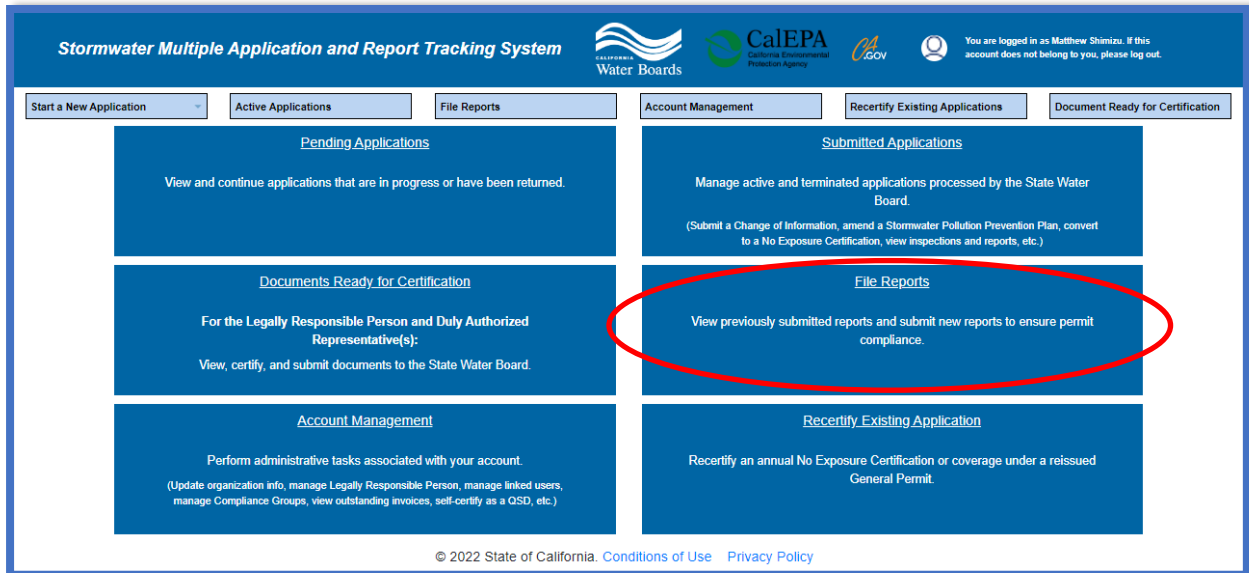 Stormwater Multiple Application and Report Tracking System
CALIFORNIA
Water Boards
CalEPA
California Environmental
Protection Agency
CA
.GOV
You are logged in as Matthew Shimizu. If this
account does not belong to you, please log out.
Start a New Application
Active Applications
File Reports
Account Management
Recertify Existing Applications
Document Ready for Certification
Pending Applications
View and continue applications that are in progress or have been returned.
Submitted Applications
Manage active and terminated applications processed by the State Water
Board.
(Submit a Change of Information, amend a Stormwater Pollution Prevention Plan, convert
to a No Exposure Certification, view inspections and reports, etc.)
Documents Ready for Certification
For the Legally Responsible Person and Duly Authorized
Representative(s):
View, certify, and submit documents to the State Water Board.
File Reports
View previously submitted reports and submit new reports to ensure permit
compliance.
Account Management
Perform administrative tasks associated with your account.
(Update organization info, manage Legally Responsible Person, manage linked users,
manage Compliance Groups, view outstanding invoices, self-certify as a QSD, etc.)
Recertify Existing Application
Recertify an annual No Exposure Certification or coverage under a reissued
General Permit.
© 2022 State of California. Conditions of Use Privacy Policy